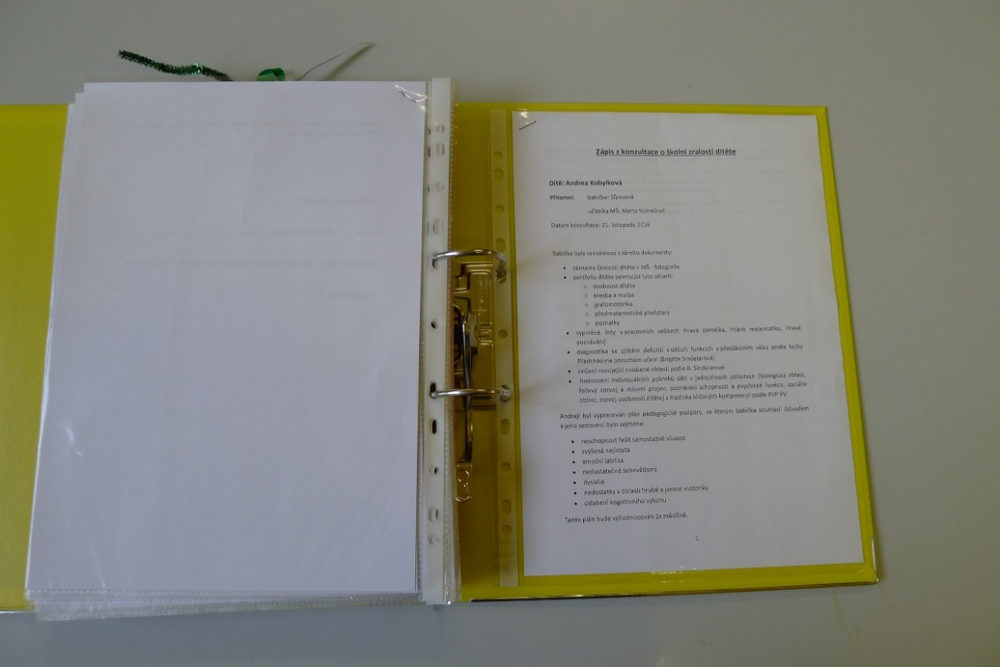 Zápis z konzultace o školní zralosti dítěte
Dítě: Andrea Kobylková
Přítomni: babička: Šiposová
učitelka MŠ: Marta Klimešová
Datum konzultace: 21. listopadu 2016
Babička byla seznámena s těmito dokumenty:
• záznamy činností dítěte v MŠ - fotografie
• portfolio dítěte zahrnující tyto oblasti:
o osobnost dítěte
o kresba a malba
o grafomotorika
o předmatematické představy
o poznatky
• vyplněné listy v pracovních sešitech Hravá pastelka, Hravá matematika, Hravé
poznávání)
• diagnostika ke zjištění deficitů v dílčích funkcích v předškolním věku podle knihy
Předcházíme poruchám učení (Brigitte Sindelarová)
• cvičení rozvíjející oslabené oblasti podle B. Sindelarové
• hodnocení individuálních pokroků dětí v jednotlivých oblastech (biologická oblast,
řečový rozvoj a mluvní projev, poznávací schopnosti a psychické funkce, sociální
oblast, rozvoj osobnosti dítěte) z hlediska klíčových kompetencí podle RVP PV
Andreji byl vypracován plán pedagogické podpory, se kterým babička souhlasí. Důvodem
k jeho sestavení bylo zejména:
• neschopnost řešit samostatně situace
• zvýšená nejistota
• emoční labilita
• nedostatečné sebevědomí
• dyslalie
• nedostatky v oblasti hrubé a jemné motoriky
• oslabení kognitivního výkonu
Tento plán bude vyhodnocován 1x měsíčně.
1